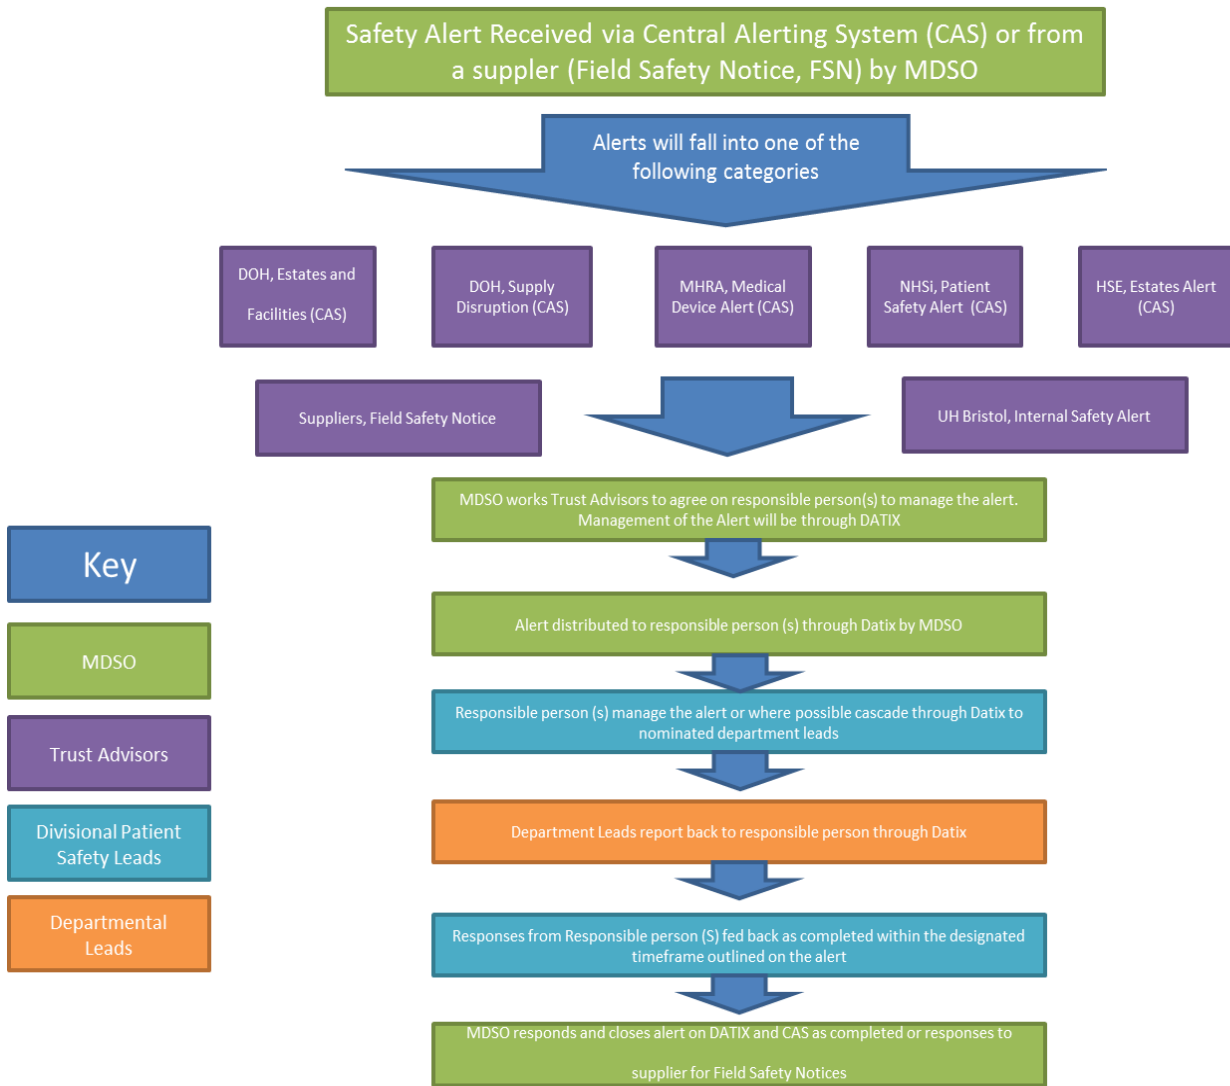 Safety Alert Received via Central Alerting System (CAS) or from
a suppler (Field Safety Notice, FSN) by MDSO
Alerts will fall into one of the
following categories
DOH, Estates and
Facilities (CAS)
DOH, Supply
Disruption (CAS)
MHRA, Medical
Device Alert (CAS)
NHSi, Patient
Safety Alert (CAS)
HSE, Estates Alert
(CAS)
Suppliers, Field Safety Notice
UH Bristol, Internal Safety Alert
MDSO works Trust Advisors to agree on responsible person(s) to manage the alert.
Management of the Alert will be through DATIX
Alert distributed to responsible person (s) through Datix by MDSO
Responsible person (s) manage the alert or where possible cascade through Datix to
nominated department leads
Department Leads report back to responsible person through Datix
Responses from Responsible person (S) fed back as completed within the designated
timeframe outlined on the alert
MDSO responds and closes alert on DATIX and CAS as completed or responses to
supplier for Field Safety Notices
Key
MDSO
Trust Advisors
Divisional Patient
Safety Leads
Departmental
Leads